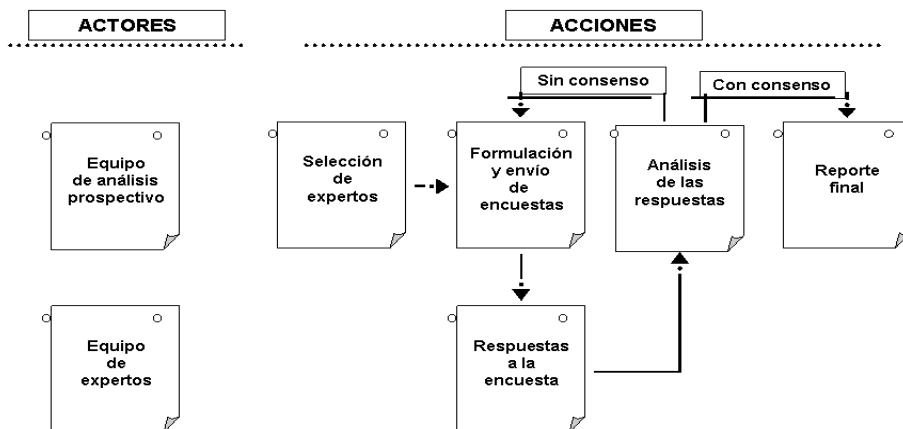 ACTORES
ACCIONES
Sin consenso
Con consenso
Equipo
de análisis
prospectivo
Selección
de
expertos
Formulación
y envío
de
encuestas
Análisis
de las
respuestas
Reporte
final
Equipo
de
expertos
Respuestas
a la
encuesta